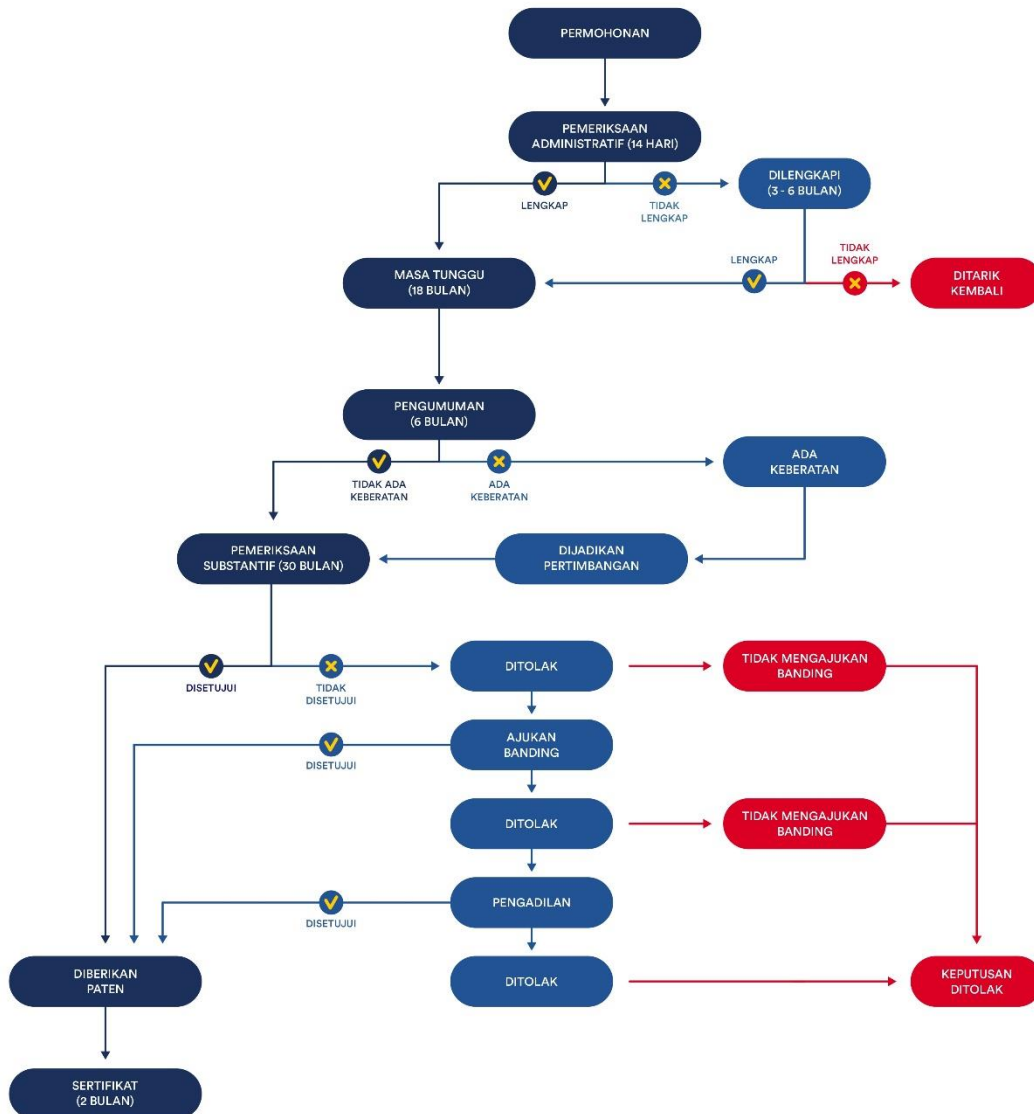 PERMOHONAN
PEMERIKSAAN
ADMINISTRATIF (14 HARI)
DILENGKAPI
(3 - 6 BULAN)
LENGKAP
TIDAK
LENGKAP
MASA TUNGGU
(18 BULAN)
LENGKAP
TIDAK
LENGKAP
DITARIK
KEMBALI
PENGUMUMAN
(6 BULAN)
TIDAK ADA
KEBERATAN
ADA
KEBERATAN
ADA
KEBERATAN
PEMERIKSAAN
SUBSTANTIF (30 BULAN)
DIJADIKAN
PERTIMBANGAN
DISETUJUI
TIDAK
DISETUJUI
DITOLAK
TIDAK MENGAJUKAN
BANDING
DISETUJUI
AJUKAN
BANDING
DITOLAK
TIDAK MENGAJUKAN
BANDING
DISETUJUI
PENGADILAN
DIBERIKAN
PATEN
DITOLAK
KEPUTUSAN
DITOLAK
SERTIFIKAT
(2 BULAN)